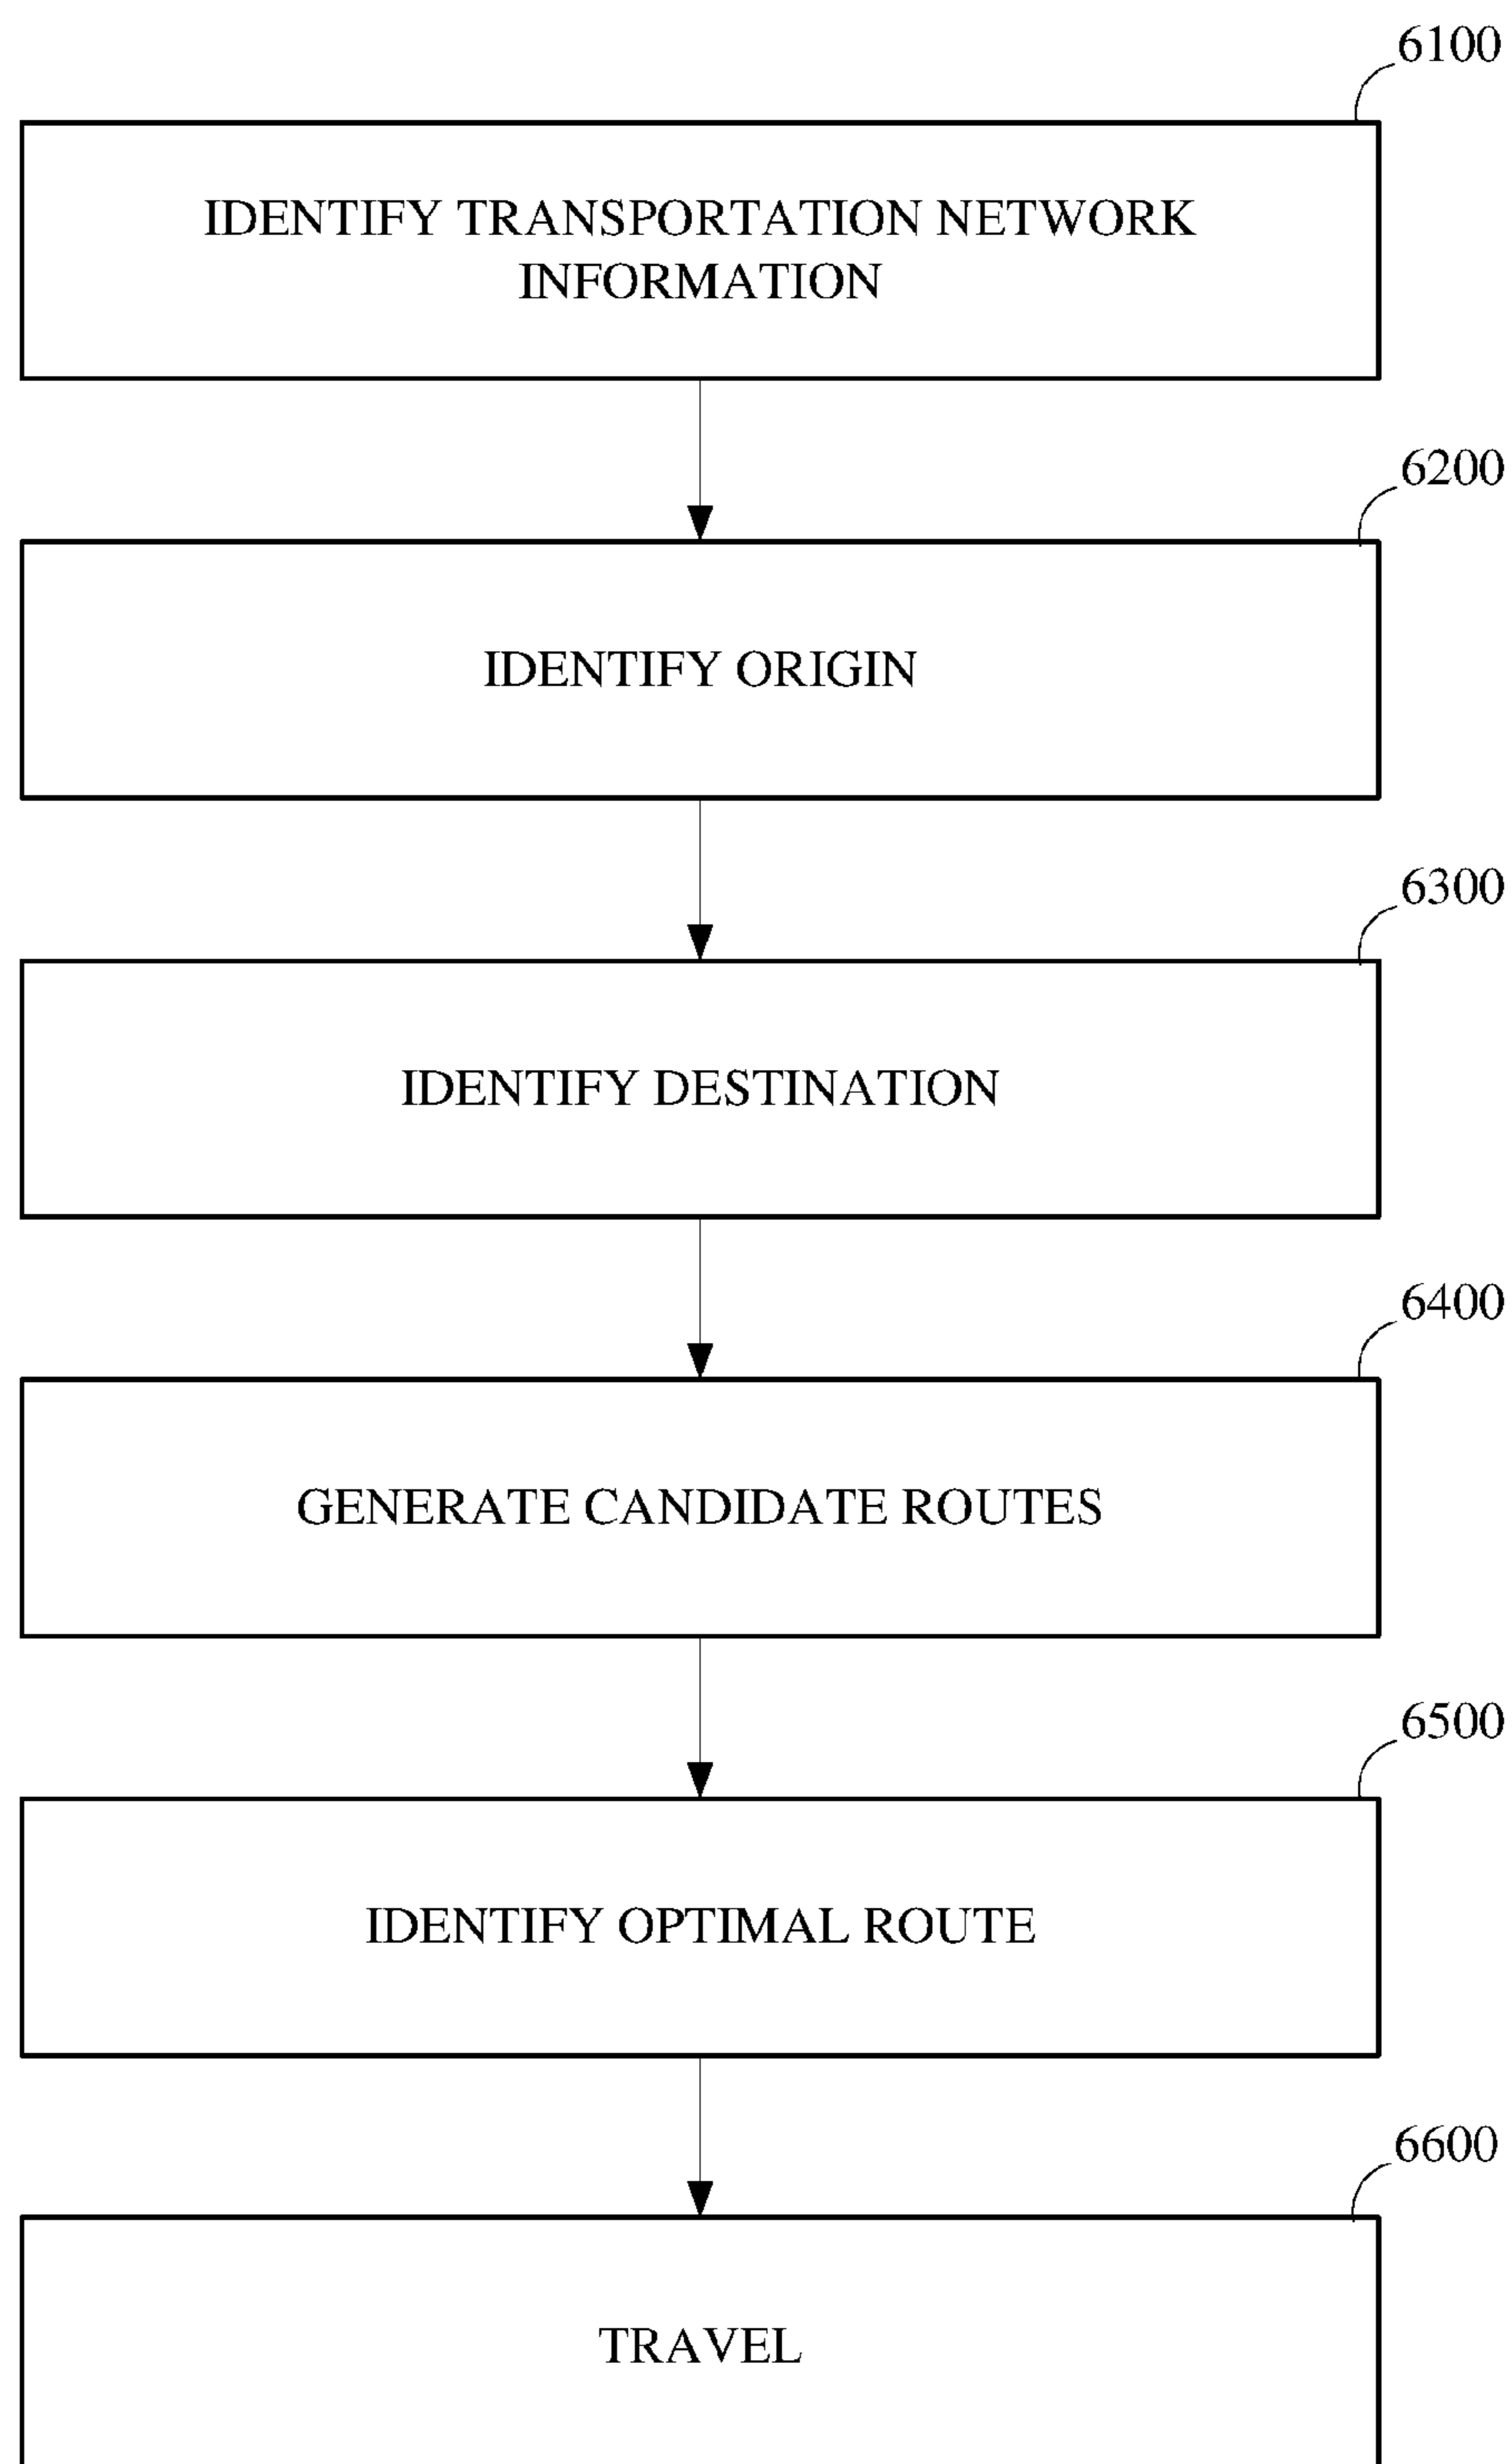 6100
IDENTIFY TRANSPORTATION NETWORK
INFORMATION
6200
IDENTIFY ORIGIN
6300
IDENTIFY DESTINATION
6400
GENERATE CANDIDATE ROUTES
6500
IDENTIFY OPTIMAL ROUTE
6600
TRAVEL